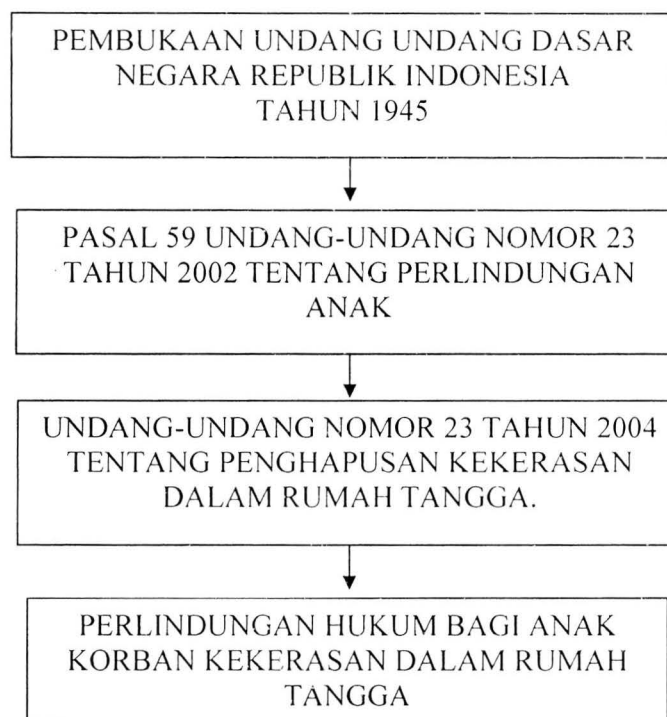 PEMBUKAAN UNDANG UNDANG DASAR
NEGARA REPUBLIK INDONESIA
TAHUN 1945
PASAL 59 UNDANG-UNDANG NOMOR 23
TAHUN 2002 TENTANG PERLINDUNGAN
ANAK
UNDANG-UNDANG NOMOR 23 TAHUN 2004
TENTANG PENGHAPUSAN KEKERASAN
DALAM RUMAH TANGGA.
PERLINDUNGAN HUKUM BAGI ANAK
KORBAN KEKERASAN DALAM RUMAH
TANGGA